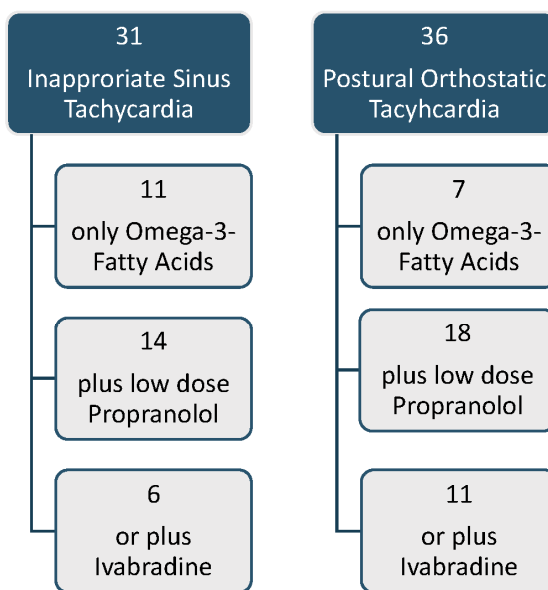 31
Inapproriate Sinus
Tachycardia
11
only Omega-3-
Fatty Acids
14
plus low dose
Propranolol
6
or plus
Ivabradine
36
Postural Orthostatic
Tacyhcardia
7
only Omega-3-
Fatty Acids
18
plus low dose
Propranolol
11
or plus
Ivabradine